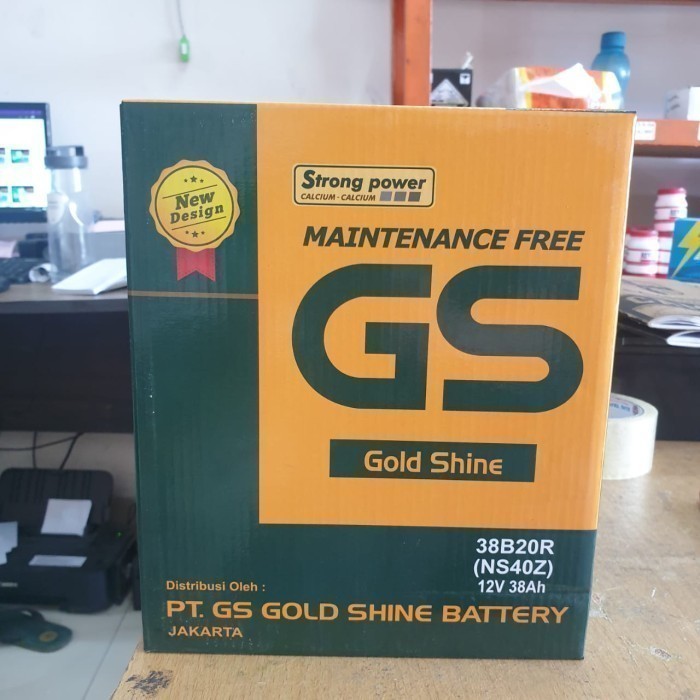 New
Design
Strong power
CALCIUM - CALCIUM
MAINTENANCE FREE
GS
Gold Shine
38B20R
(NS40Z)
12V 38Ah
Distribusi Oleh :
PT. GS GOLD SHINE BATTERY
JAKARTA